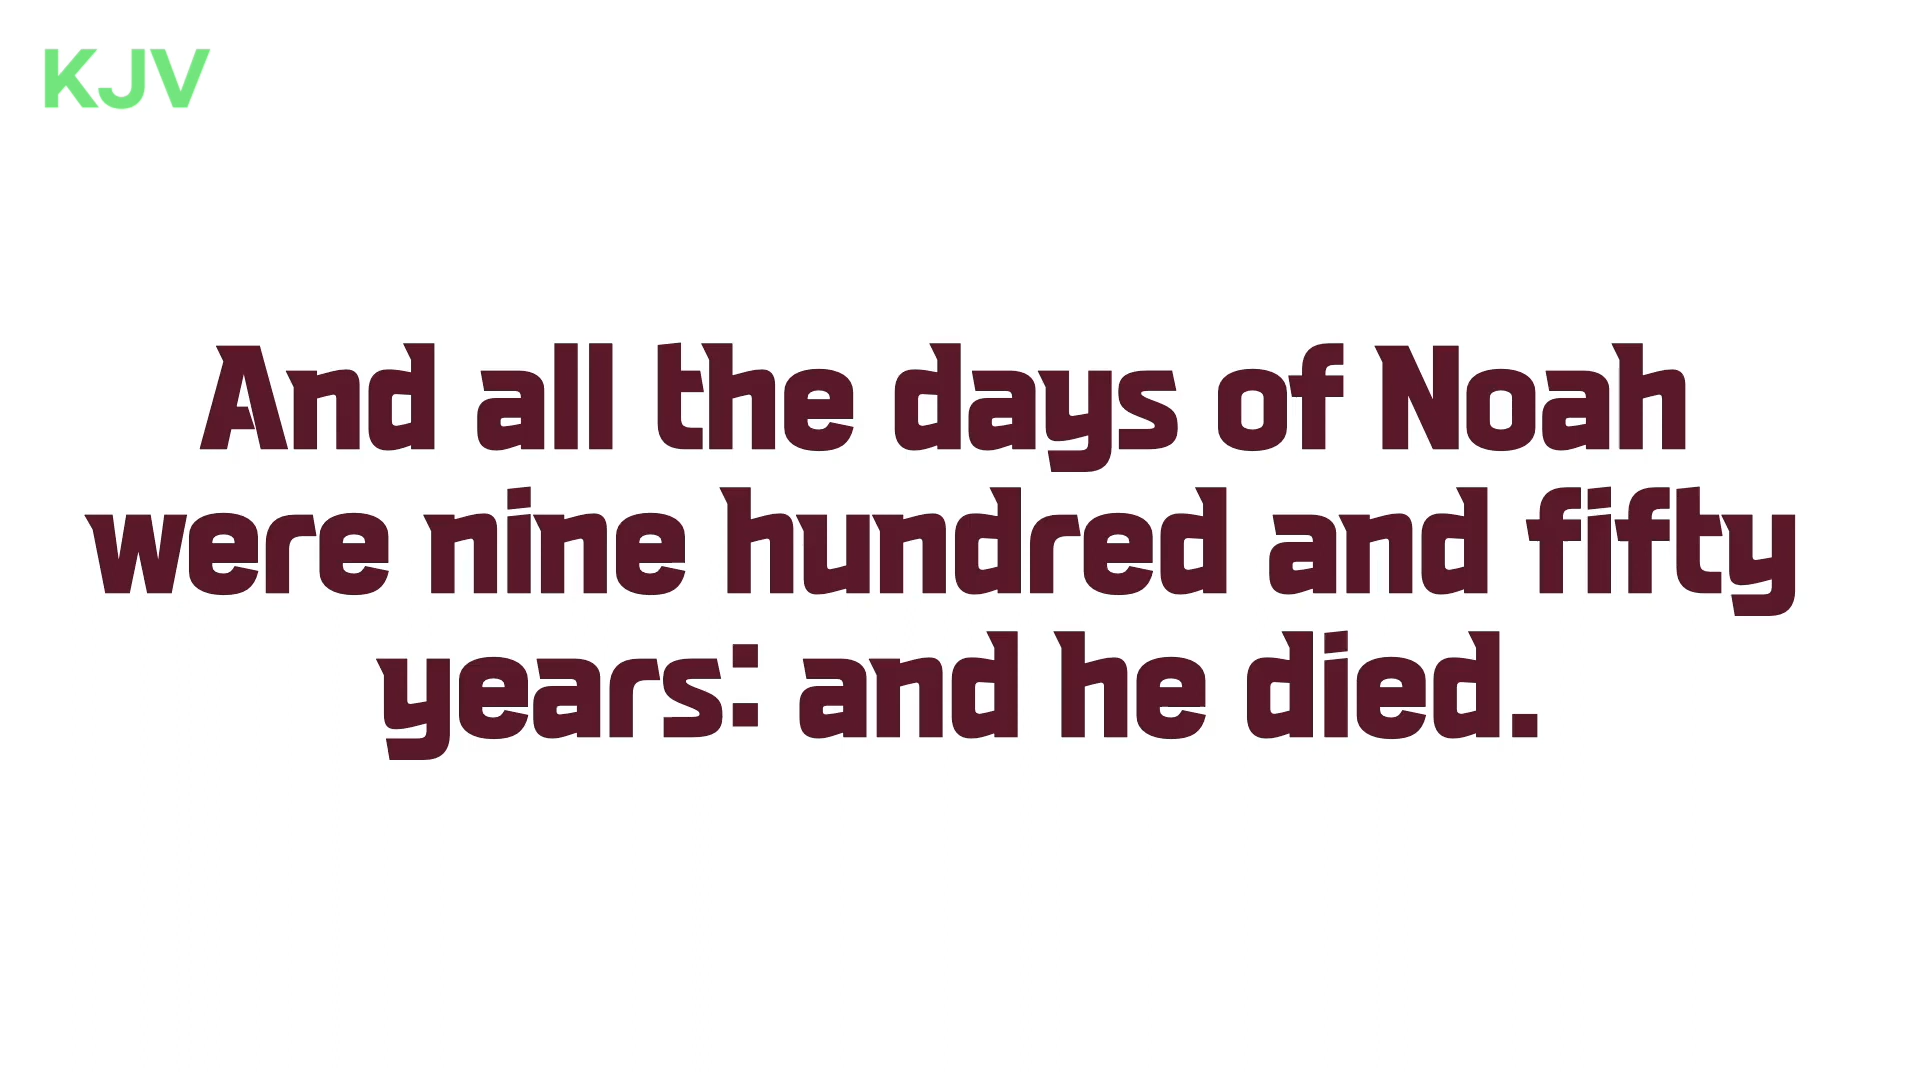 KJV
And all the days of Noah
were nine hundred and fifty
years: and he died.